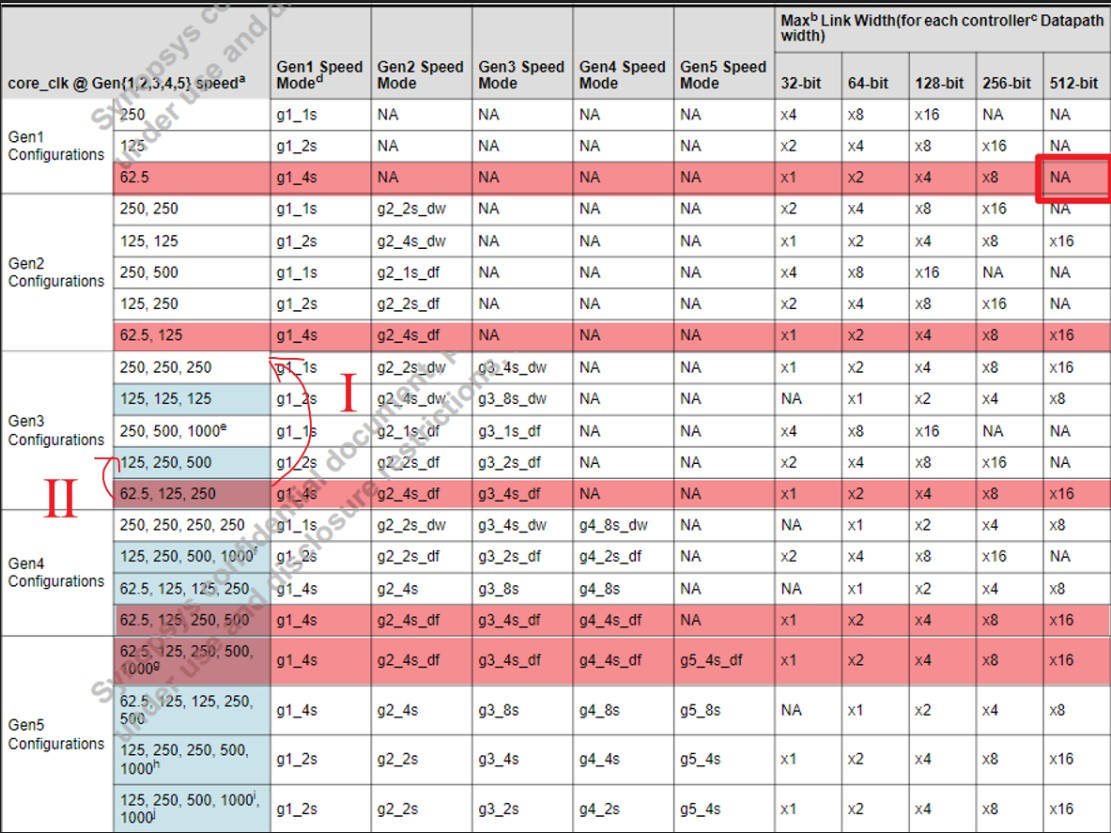 Max^b Link Width(for each controller^c Datapath width)
core_clk @ Gen{1,2,3,4,5} speed^a Gen1 Speed Mode^d Gen2 Speed Mode Gen3 Speed Mode Gen4 Speed Mode Gen5 Speed Mode 32-bit 64-bit 128-bit 256-bit 512-bit
Gen1 Configurations
250 g1_1s NA NA NA NA x4 x8 x16 NA NA
125 g1_2s NA NA NA NA x2 x4 x8 x16 NA
62.5 g1_4s NA NA NA NA x1 x2 x4 x8 NA
Gen2 Configurations
250, 250 g1_1s g2_2s_dw NA NA NA x2 x4 x8 x16 NA
125, 125 g1_2s g2_4s_dw NA NA NA x1 x2 x4 x8 x16
250, 500 g1_1s g2_1s_df NA NA NA x4 x8 x16 NA NA
125, 250 g1_2s g2_2s_df NA NA NA x2 x4 x8 x16 NA
62.5, 125 g1_4s g2_4s_df NA NA NA x1 x2 x4 x8 x16
Gen3 Configurations
250, 250, 250 g1_1s g2_2s_dw g3_4s_dw NA NA x1 x2 x4 x8 x16
125, 125, 125 g1_2s g2_4s_dw g3_8s_dw NA NA NA x1 x2 x4 x8
250, 500, 1000^e g1_1s g2_1s_df g3_1s_df NA NA x4 x8 x16 NA NA
125, 250, 500 g1_2s g2_2s_df g3_2s_df NA NA x2 x4 x8 x16 NA
62.5, 125, 250 g1_4s g2_4s_df g3_4s_df NA NA x1 x2 x4 x8 x16
I
II
Gen4 Configurations
250, 250, 250, 250 g1_1s g2_2s_dw g3_4s_dw g4_8s_dw NA NA x1 x2 x4 x8
125, 250, 500, 1000^f g1_2s g2_2s_df g3_2s_df g4_2s_df NA x2 x4 x8 x16 NA
62.5, 125, 125, 250 g1_4s g2_4s g3_8s g4_8s NA NA x1 x2 x4 x8
62.5, 125, 250, 500 g1_4s g2_4s_df g3_4s_df g4_4s_df NA x1 x2 x4 x8 x16
Gen5 Configurations
62.5, 125, 250, 500, 1000^g g1_4s g2_4s_df g3_4s_df g4_4s_df g5_4s_df x1 x2 x4 x8 x16
62.5, 125, 125, 250, 500 g1_4s g2_4s g3_8s g4_8s g5_8s NA x1 x2 x4 x8
125, 250, 250, 500, 1000^h g1_2s g2_2s g3_4s g4_4s g5_4s x1 x2 x4 x8 x16
125, 250, 500, 1000^i, 1000^j g1_2s g2_2s g3_2s g4_2s g5_4s x1 x2 x4 x8 x16
Synopsys confidential document.
under use and disclosure restrictions.
Synopsys
under use and